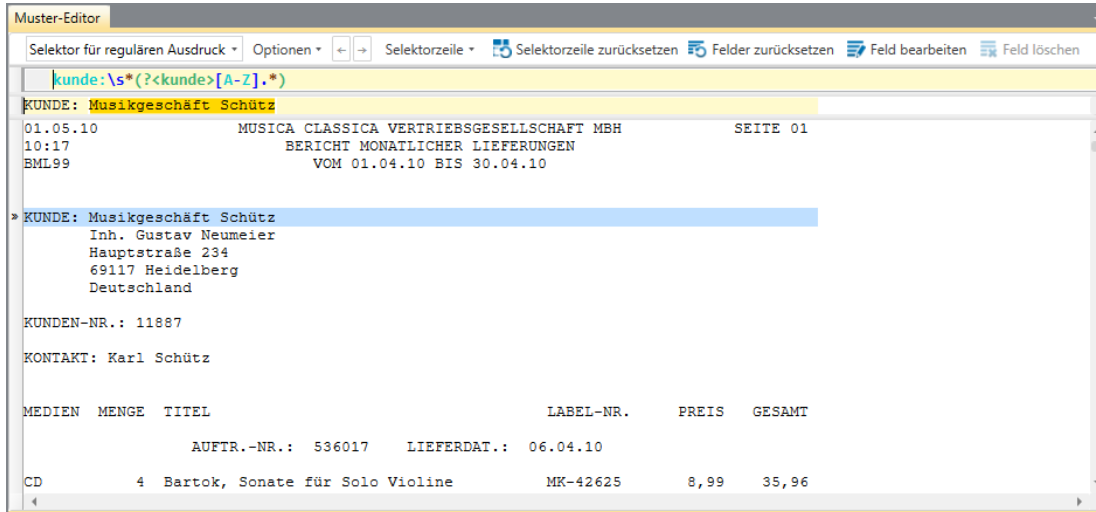 Muster-Editor
Selektor für regulären Ausdruck Optionen Selektorzeile Selektorzeile zurücksetzen Felder zurücksetzen Feld bearbeiten Feld löschen
kunde:\s*(?<kunde>[A-Z].*)
KUNDE: Musikgeschäft Schütz
01.05.10 MUSICA CLASSICA VERTRIEBSGESELLSCHAFT MBH SEITE 01
10:17 BERICHT MONATLICHER LIEFERUNGEN
BML99 VOM 01.04.10 BIS 30.04.10
» KUNDE: Musikgeschäft Schütz
Inh. Gustav Neumeier
Hauptstraße 234
69117 Heidelberg
Deutschland
KUNDEN-NR.: 11887
KONTAKT: Karl Schütz
MEDIEN MENGE TITEL LABEL-NR. PREIS GESAMT
AUFTR.-NR.: 536017 LIEFERDAT.: 06.04.10
CD 4 Bartok, Sonate für Solo Violine MK-42625 8,99 35,96